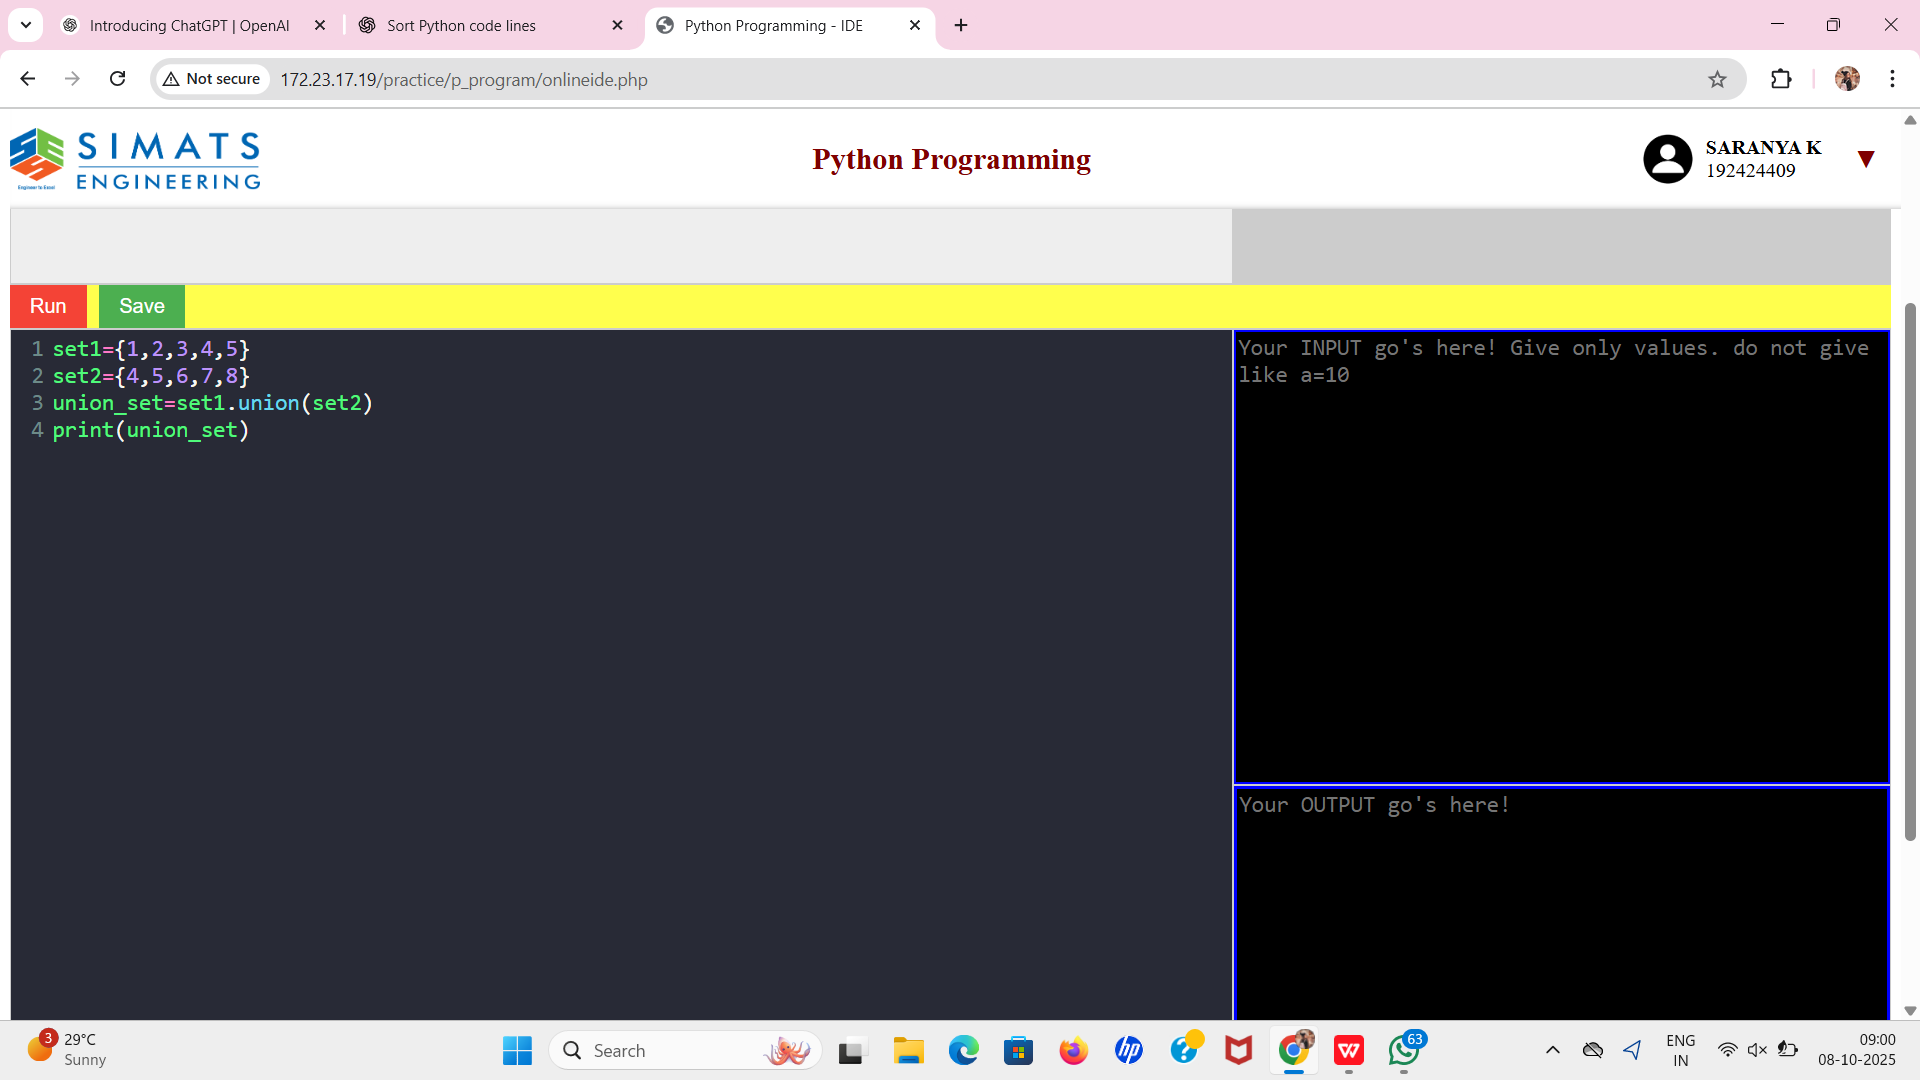 Introducing ChatGPT | OpenAI
Sort Python code lines
Python Programming - IDE
Not secure
172.23.17.19/practice/p_program/onlineide.php
SIMATS
ENGINEERING
Engineer to Excel
Python Programming
SARANYA K
192424409
Run
Save
1 set1={1,2,3,4,5}
2 set2={4,5,6,7,8}
3 union_set=set1.union(set2)
4 print(union_set)
Your INPUT go's here! Give only values. do not give
like a=10
Your OUTPUT go's here!
3
29°C
Sunny
Search
hp
?
W
63
ENG
IN
09:00
08-10-2025